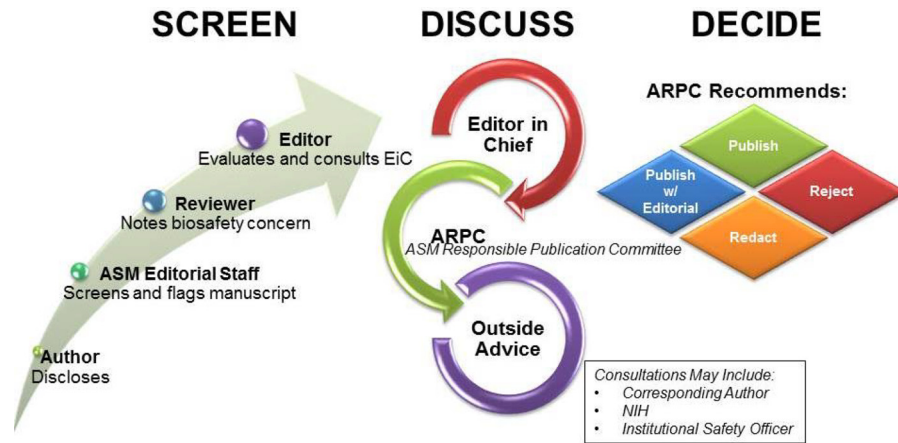 SCREEN
DISCUSS
DECIDE
Editor
Evaluates and consults EiC
Reviewer
Notes biosafety concern
ASM Editorial Staff
Screens and flags manuscript
Author
Discloses
Editor in
Chief
ARPC
ASM Responsible Publication Committee
Outside
Advice
Consultations May Include:
• Corresponding Author
• NIH
• Institutional Safety Officer
ARPC Recommends:
Publish
Publish
w/
Editorial
Reject
Redact